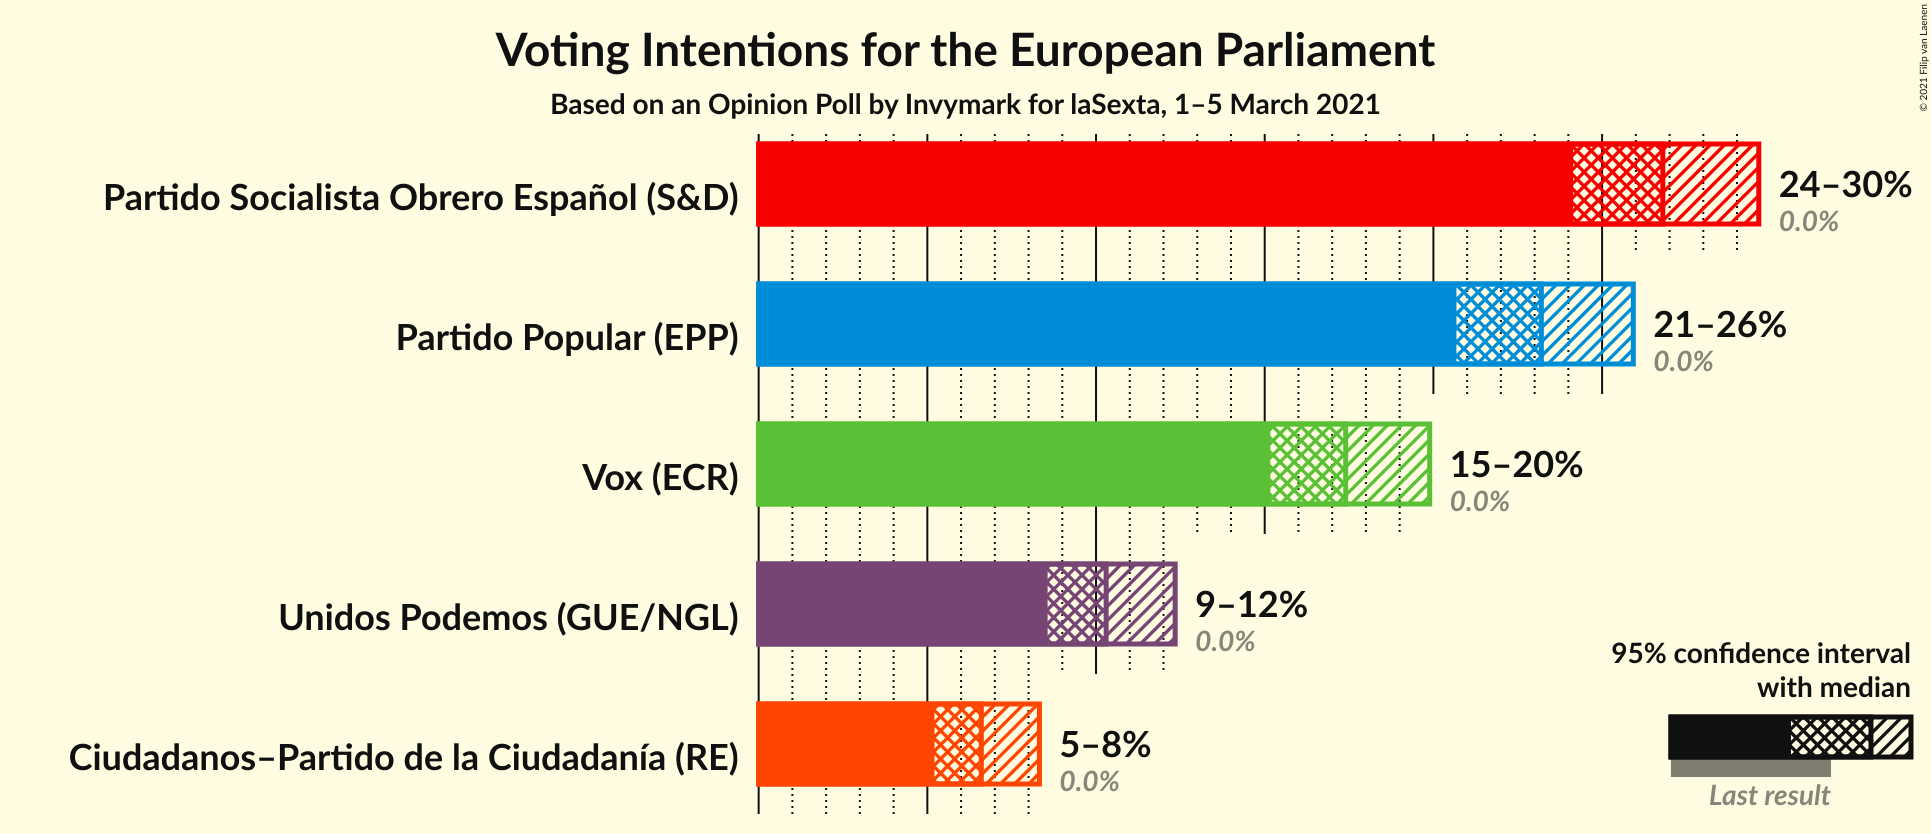 Voting Intentions for the European Parliament
Based on an Opinion Poll by Invymark for laSexta, 1–5 March 2021
© 2021 Filip van Laenen
Partido Socialista Obrero Español (S&D)
24–30%
0.0%
Partido Popular (EPP)
21–26%
0.0%
Vox (ECR)
15–20%
0.0%
Unidos Podemos (GUE/NGL)
9–12%
0.0%
Ciudadanos–Partido de la Ciudadanía (RE)
5–8%
0.0%
95% confidence interval
with median
Last result